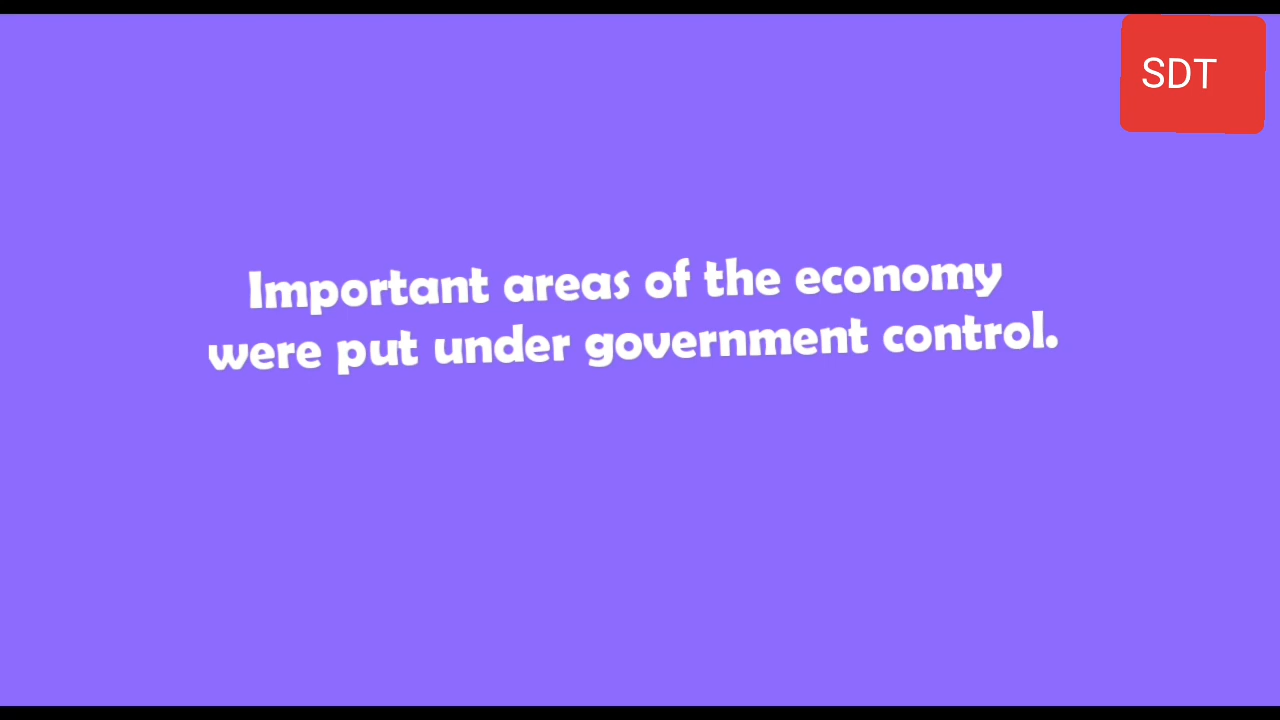 SDT
Important areas of the economy
were put under government control.